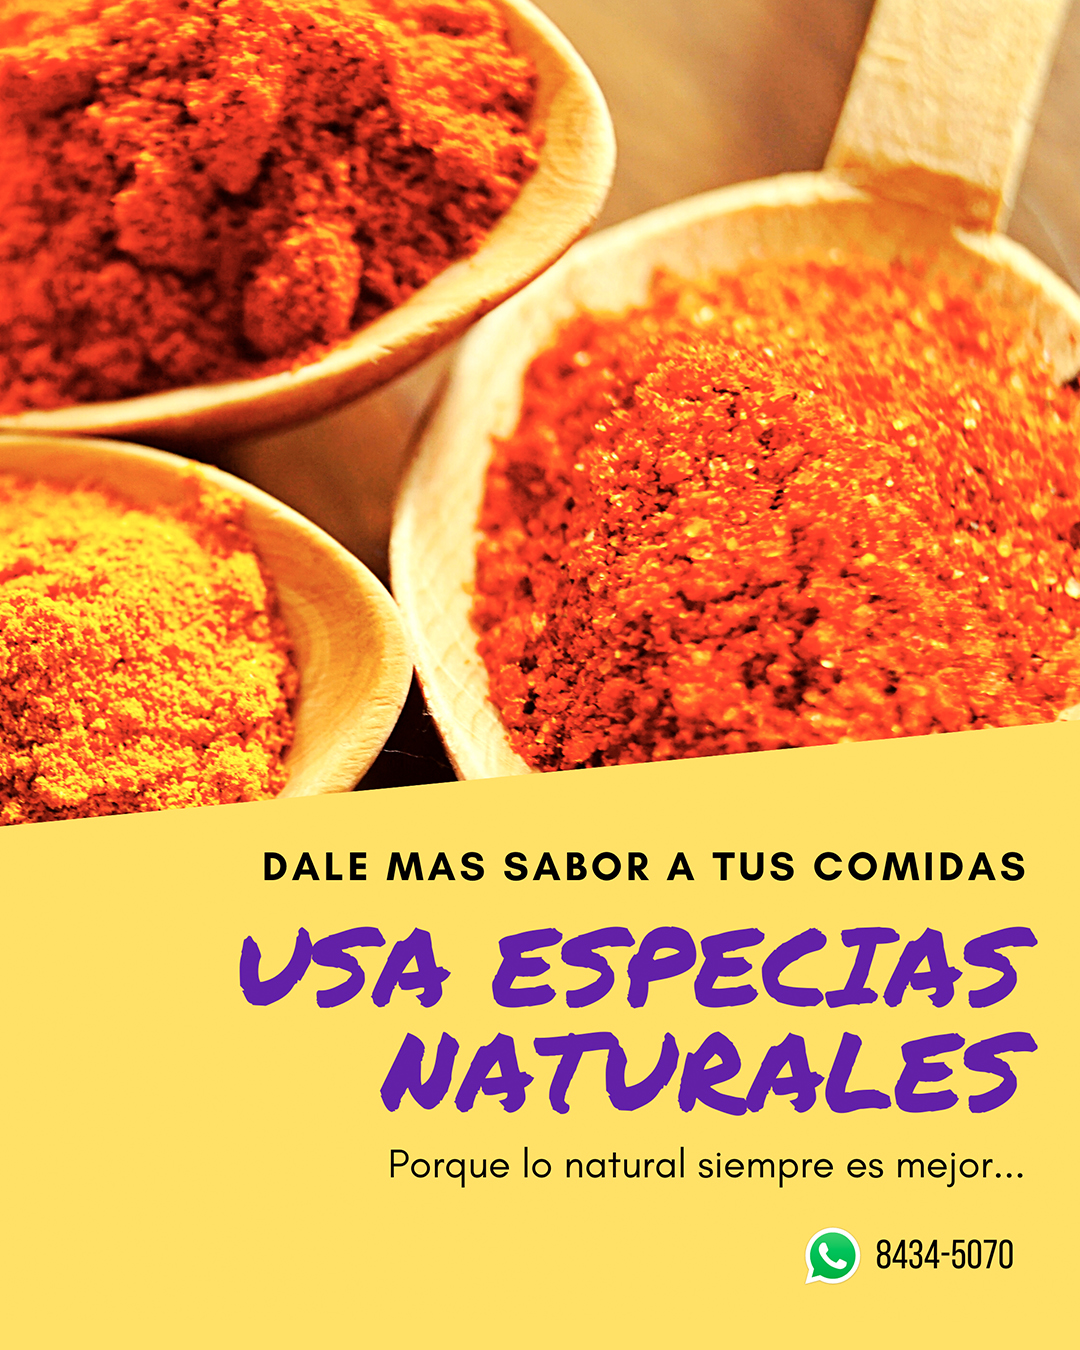 DALE MAS SABOR A TUS COMIDAS
USA ESPECIAS
NATURALES
Porque lo natural siempre es mejor...
8434-5070